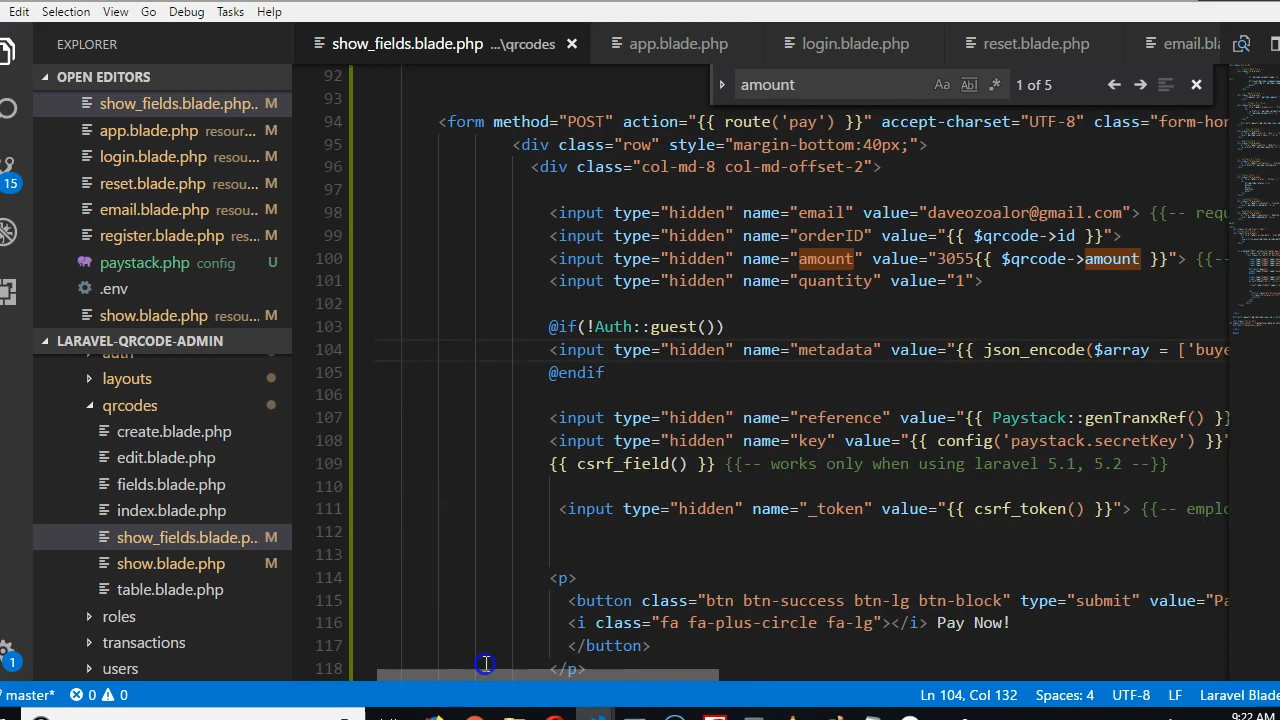 Edit Selection View Go Debug Tasks Help
EXPLORER
OPEN EDITORS
show_fields.blade.php.. M
app.blade.php resour... M
login.blade.php resou... M
reset.blade.php resou... M
email.blade.php resou... M
register.blade.php res... M
paystack.php config U
.env
show.blade.php resou... M
LARAVEL-QRCODE-ADMIN
layouts
qrcodes
create.blade.php
edit.blade.php
fields.blade.php
index.blade.php
show_fields.blade.p.. M
show.blade.php M
table.blade.php
roles
transactions
users
15
1
show_fields.blade.php ...\qrcodes app.blade.php login.blade.php reset.blade.php email.bla
amount Aa Abl .* 1 of 5
92
93
94 <form method="POST" action="{{ route('pay') }}" accept-charset="UTF-8" class="form-hor
95 <div class="row" style="margin-bottom:40px;">
96 <div class="col-md-8 col-md-offset-2">
97
98 <input type="hidden" name="email" value="daveozoalor@gmail.com"> {{-- requ
99 <input type="hidden" name="orderID" value="{{ $qrcode->id }}">
100 <input type="hidden" name="amount" value="3055{{ $qrcode->amount }}"> {{--
101 <input type="hidden" name="quantity" value="1">
102
103 @if(!Auth::guest())
104 <input type="hidden" name="metadata" value="{{ json_encode($array = ['buye
105 @endif
106
107 <input type="hidden" name="reference" value="{{ Paystack::genTranxRef() }}
108 <input type="hidden" name="key" value="{{ config('paystack.secretKey') }}"
109 {{ csrf_field() }} {{-- works only when using laravel 5.1, 5.2 --}}
110
111 <input type="hidden" name="_token" value="{{ csrf_token() }}"> {{-- emplo
112
113
114 <p>
115 <button class="btn btn-success btn-lg btn-block" type="submit" value="Pa
116 <i class="fa fa-plus-circle fa-lg"></i> Pay Now!
117 </button>
118 </p>
master* 0 0 Ln 104, Col 132 Spaces: 4 UTF-8 LF Laravel Blade
9:22 AM